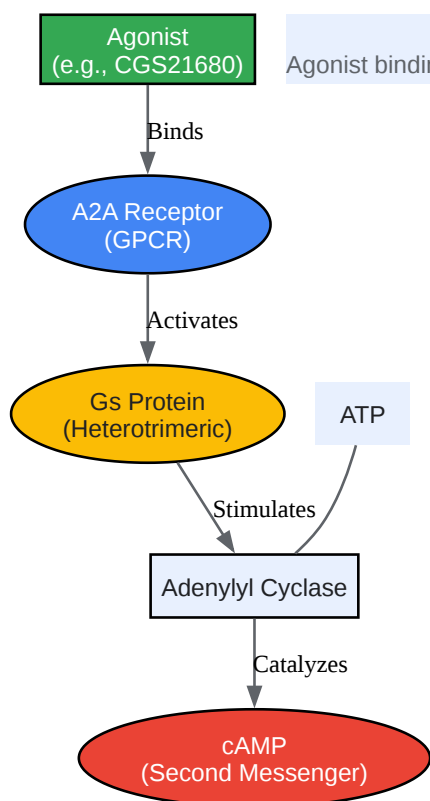 Agonist
(e.g., CGS21680)
Agonist bindin
Binds
A2A Receptor
(GPCR)
Activates
Gs Protein
(Heterotrimeric)
ATP
Stimulates
Adenylyl Cyclase
Catalyzes
cAMP
(Second Messenger)